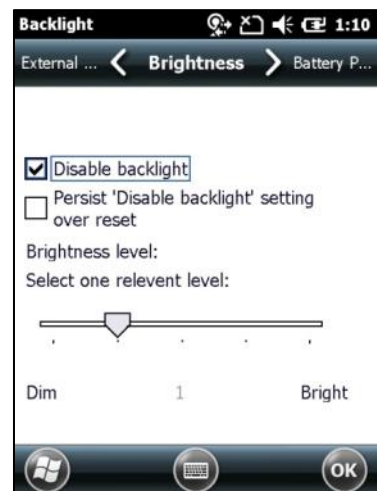 Backlight 1:10
External ... Brightness Battery P...
Disable backlight
Persist 'Disable backlight' setting
over reset
Brightness level:
Select one relevent level:
Dim 1 Bright
OK